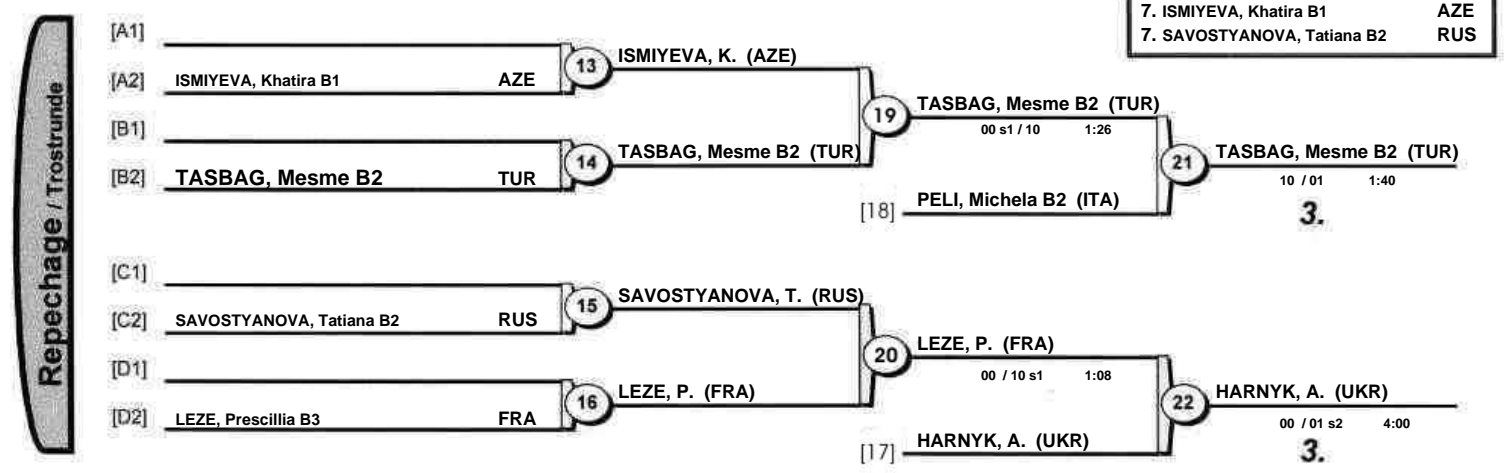 7. ISMIYEVA, Khatira B1 AZE
7. SAVOSTYANOVA, Tatiana B2 RUS
Repechage / Trostrunde
[A1]
[A2] ISMIYEVA, Khatira B1 AZE
13
ISMIYEVA, K. (AZE)
[B1]
[B2] TASBAG, Mesme B2 TUR
14
TASBAG, Mesme B2 (TUR)
19
TASBAG, Mesme B2 (TUR)
00 s1 / 10 1:26
[18] PELI, Michela B2 (ITA)
21
TASBAG, Mesme B2 (TUR)
10 / 01 1:40
3.
[C1]
[C2] SAVOSTYANOVA, Tatiana B2 RUS
15
SAVOSTYANOVA, T. (RUS)
[D1]
[D2] LEZE, Prescillia B3 FRA
16
LEZE, P. (FRA)
20
LEZE, P. (FRA)
00 / 10 s1 1:08
[17] HARNYK, A. (UKR)
22
HARNYK, A. (UKR)
00 / 01 s2 4:00
3.